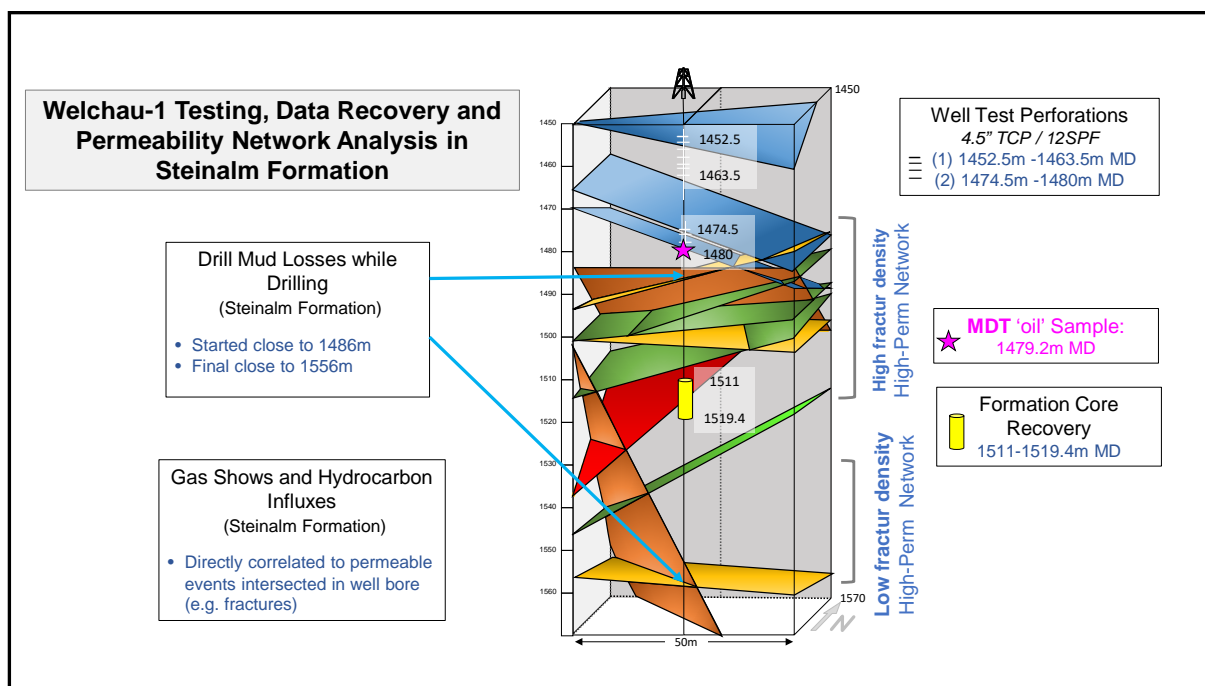 Welchau-1 Testing, Data Recovery and
Permeability Network Analysis in
Steinalm Formation
Drill Mud Losses while
Drilling
(Steinalm Formation)
• Started close to 1486m
• Final close to 1556m
Gas Shows and Hydrocarbon
Influxes
(Steinalm Formation)
• Directly correlated to permeable
events intersected in well bore
(e.g. fractures)
1450
1460
1470
1480
1490
1500
1510
1520
1530
1540
1550
1560
1450
1452.5
1463.5
1474.5
1480
1511
1519.4
1570
N
50m
High fractur density
High-Perm Network
Low fractur density
High-Perm Network
Well Test Perforations
4.5” TCP / 12SPF
(1) 1452.5m -1463.5m MD
(2) 1474.5m -1480m MD
MDT ‘oil’ Sample:
1479.2m MD
Formation Core
Recovery
1511-1519.4m MD